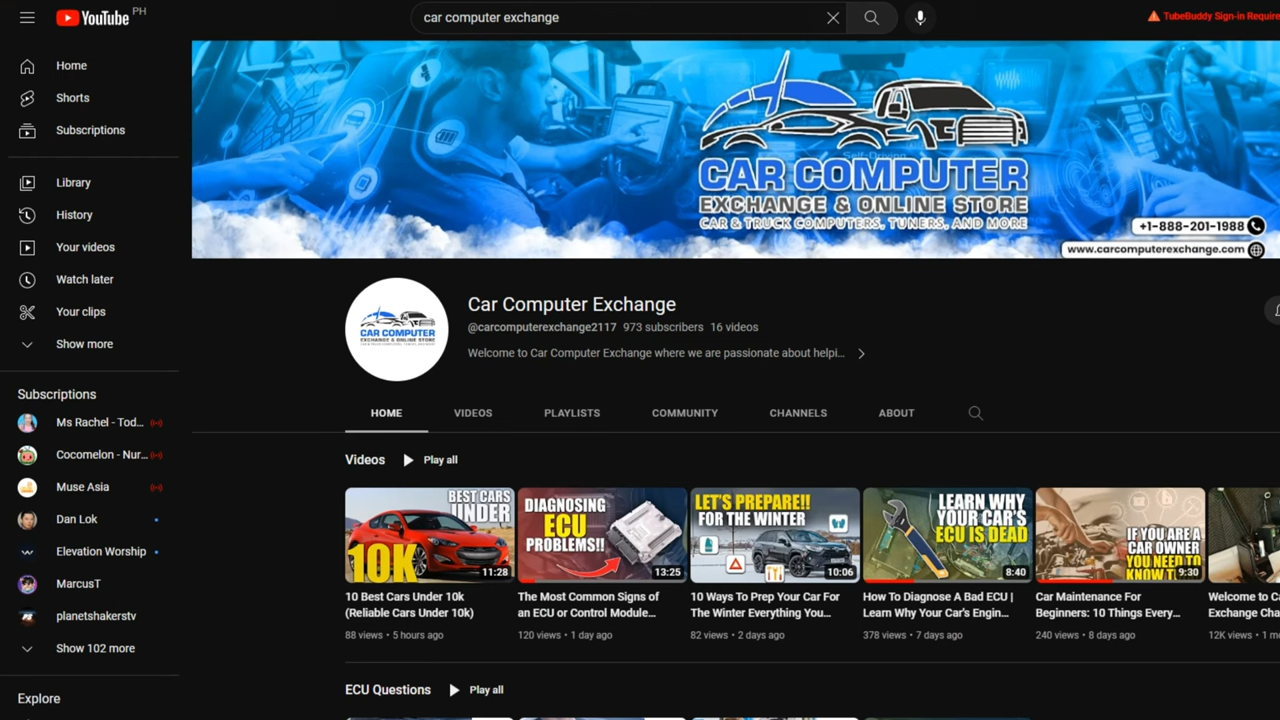 YouTube PH
car computer exchange
TubeBuddy Sign-in Require
Home
Shorts
Subscriptions
Library
History
Your videos
Watch later
Your clips
Show more
Subscriptions
Ms Rachel - Tod...
Cocomelon - Nur...
Muse Asia
Dan Lok
Elevation Worship
MarcusT
planetshakerstv
Show 102 more
Explore
CAR COMPUTER
EXCHANGE & ONLINE STORE
CAR & TRUCK COMPUTERS, TUNERS, AND MORE
+1-888-201-1988
www.carcomputerexchange.com
CAR COMPUTER
EXCHANGE & ONLINE STORE
Car Computer Exchange
@carcomputerexchange2117 973 subscribers 16 videos
Welcome to Car Computer Exchange where we are passionate about helpi...
HOME VIDEOS PLAYLISTS COMMUNITY CHANNELS ABOUT
Videos Play all
BEST CARS
UNDER
10K
11:28
10 Best Cars Under 10k
(Reliable Cars Under 10k)
88 views • 5 hours ago
DIAGNOSING
ECU
PROBLEMS!!
13:25
The Most Common Signs of
an ECU or Control Module...
120 views • 1 day ago
LET'S PREPARE!!
FOR THE WINTER
10:06
10 Ways To Prep Your Car For
The Winter Everything You...
82 views • 2 days ago
LEARN WHY
YOUR CAR'S
ECU IS DEAD
8:40
How To Diagnose A Bad ECU |
Learn Why Your Car's Engin...
378 views • 7 days ago
IF YOU ARE A
CAR OWNER
YOU NEED TO
KNOW
9:30
Car Maintenance For
Beginners: 10 Things Every...
240 views • 8 days ago
Welcome to Ca
Exchange Cha
12K views • 1 m
ECU Questions Play all